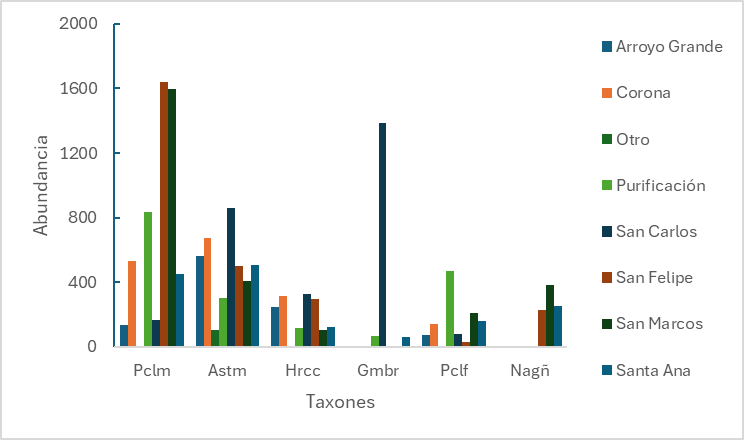 2000
1600
1200
800
400
0
Abundancia
Pclm Astm Hrcc Gmbr Pclf Nagñ
Taxones
Arroyo Grande
Corona
Otro
Purificación
San Carlos
San Felipe
San Marcos
Santa Ana